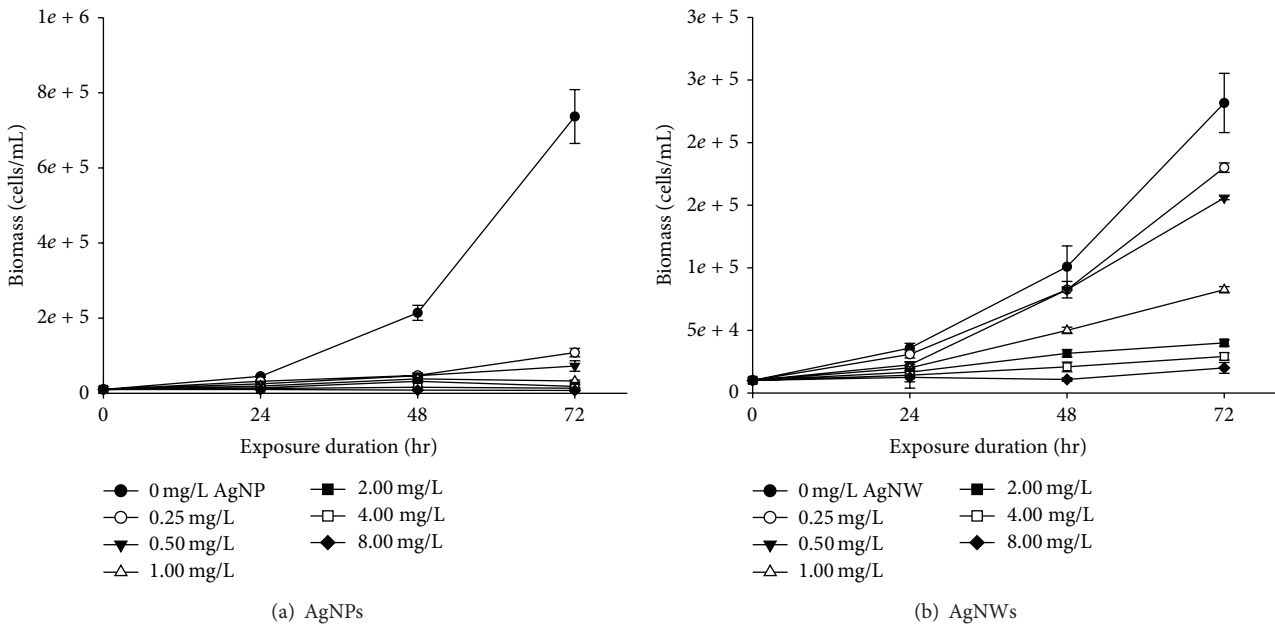 1e + 6
8e + 5
6e + 5
4e + 5
2e + 5
0
Biomass (cells/mL)
0 24 48 72
Exposure duration (hr)
0 mg/L AgNP
0.25 mg/L
0.50 mg/L
1.00 mg/L
2.00 mg/L
4.00 mg/L
8.00 mg/L
(a) AgNPs
3e + 5
3e + 5
2e + 5
2e + 5
1e + 5
5e + 4
0
Biomass (cells/mL)
0 24 48 72
Exposure duration (hr)
0 mg/L AgNW
0.25 mg/L
0.50 mg/L
1.00 mg/L
2.00 mg/L
4.00 mg/L
8.00 mg/L
(b) AgNWs